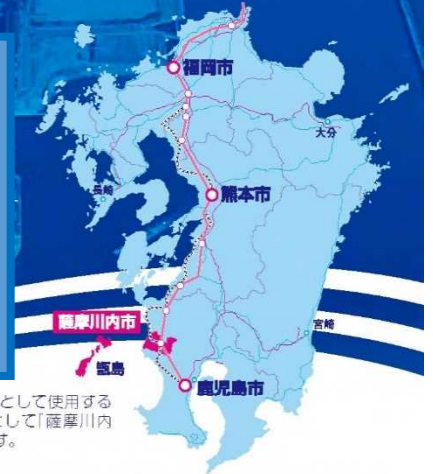 福岡市
大分
長崎
熊本市
薩摩川内市
宮崎
甑島
鹿児島市
として使用する
として「薩摩川内
す。